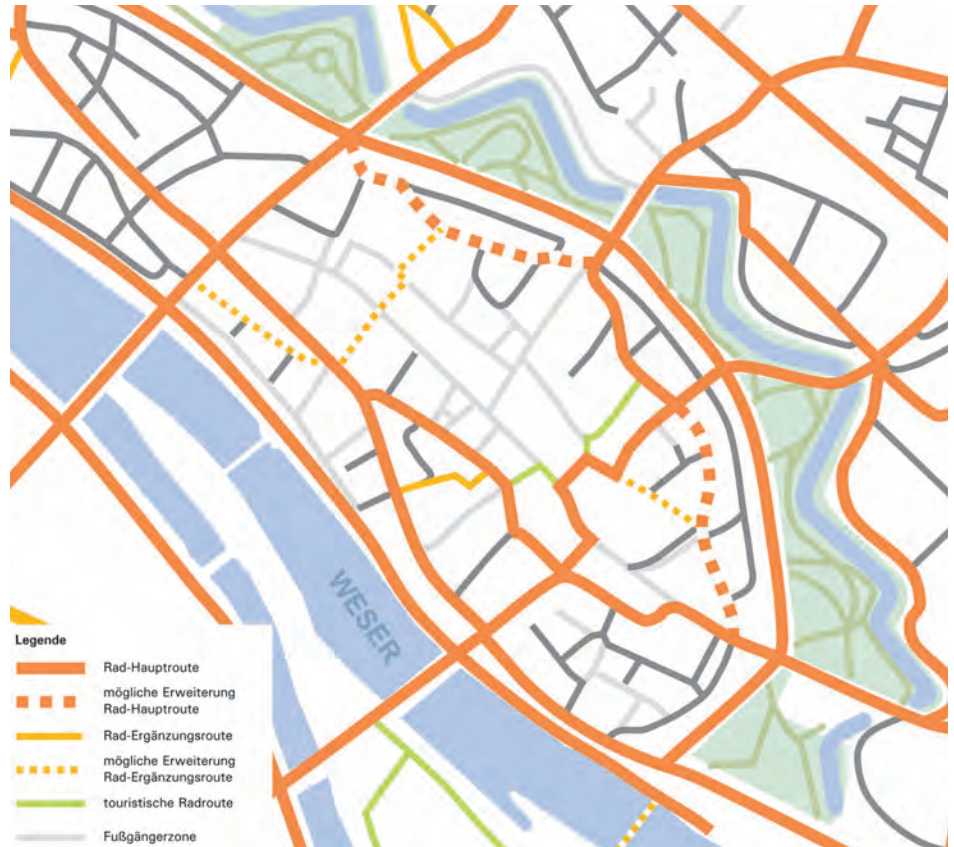 WESER
Legende
Rad-Hauptroute
mögliche Erweiterung
Rad-Hauptroute
Rad-Ergänzungsroute
mögliche Erweiterung
Rad-Ergänzungsroute
touristische Radroute
Fußgängerzone